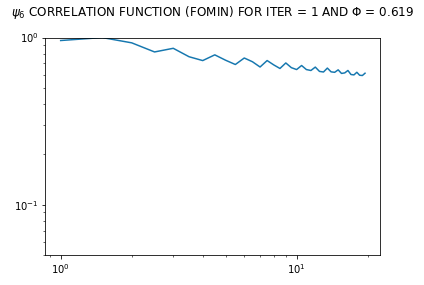 ψ₆ CORRELATION FUNCTION (FOMIN) FOR ITER = 1 AND Φ = 0.619
10⁰
10⁻¹
10⁰ 10¹